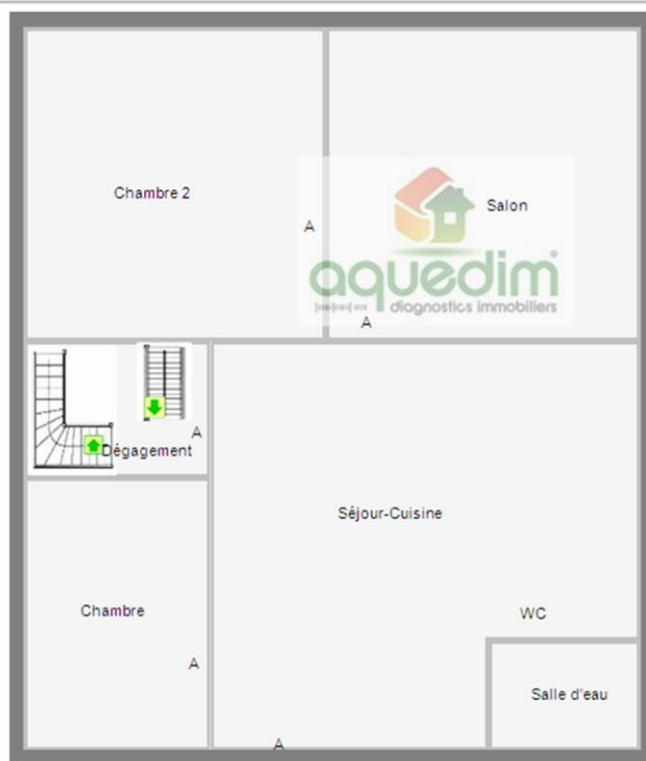 Chambre 2
Salon
A
aquedim
diagnostics immobiliers
A
A
Dégagement
Séjour-Cuisine
Chambre
WC
A
Salle d'eau
A